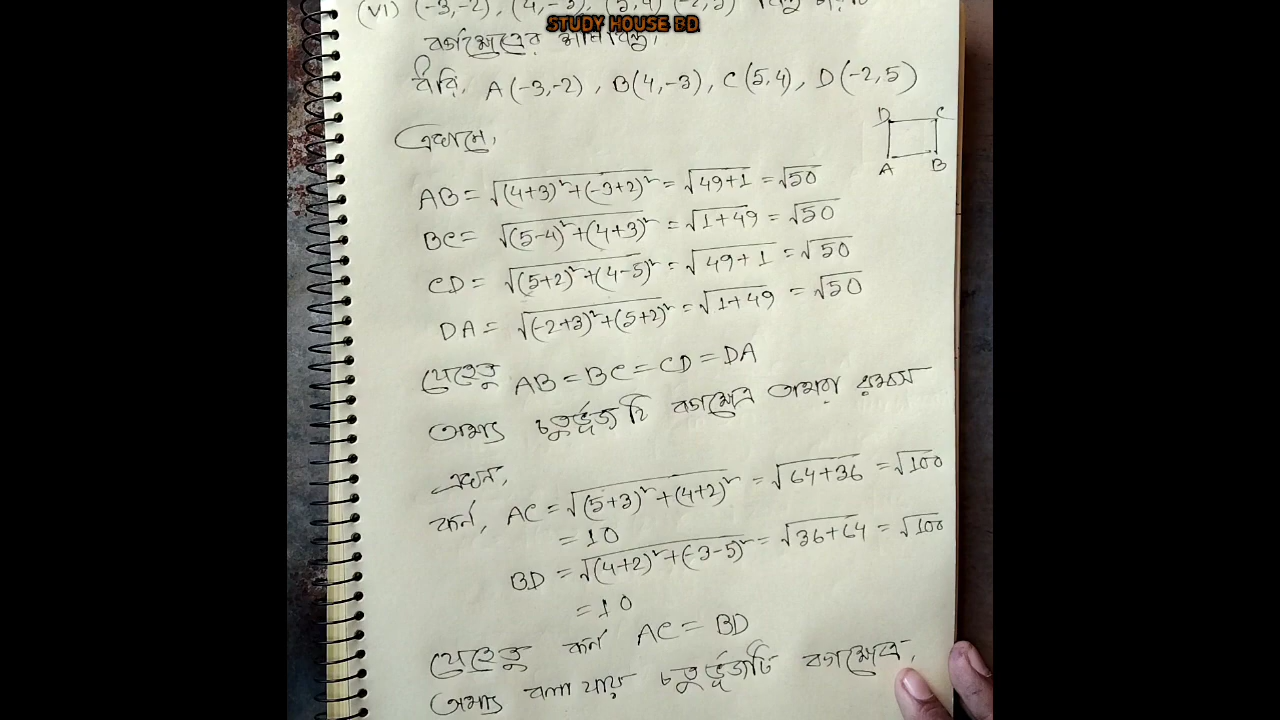 (vi) (-3,-2), (4,-3), (5,4) (-2,5)
STUDY HOUSE BD
বর্গক্ষেত্রের
ধরি, A(-3,-2), B(4,-3), C(5,4), D(-2,5)
এখানে,
D C
A B
AB = √(4+3)²+(-3+2)² = √49+1 = √50
BC = √(5-4)²+(4+3)² = √1+49 = √50
CD = √(5+2)²+(4-5)² = √49+1 = √50
DA = √(-2+3)²+(5+2)² = √1+49 = √50
যেহেতু AB = BC = CD = DA
চতুর্ভূজটি বর্গক্ষেত্র অথবা রম্বস
এখন,
কর্ন, AC = √(5+3)²+(4+2)² = √64+36 = √100
= 10
BD = √(4+2)²+(-3-5)² = √36+64 = √100
= 10
যেহেতু কর্ন AC = BD
বলা যায় চতুর্ভূজটি বর্গক্ষেত্র,